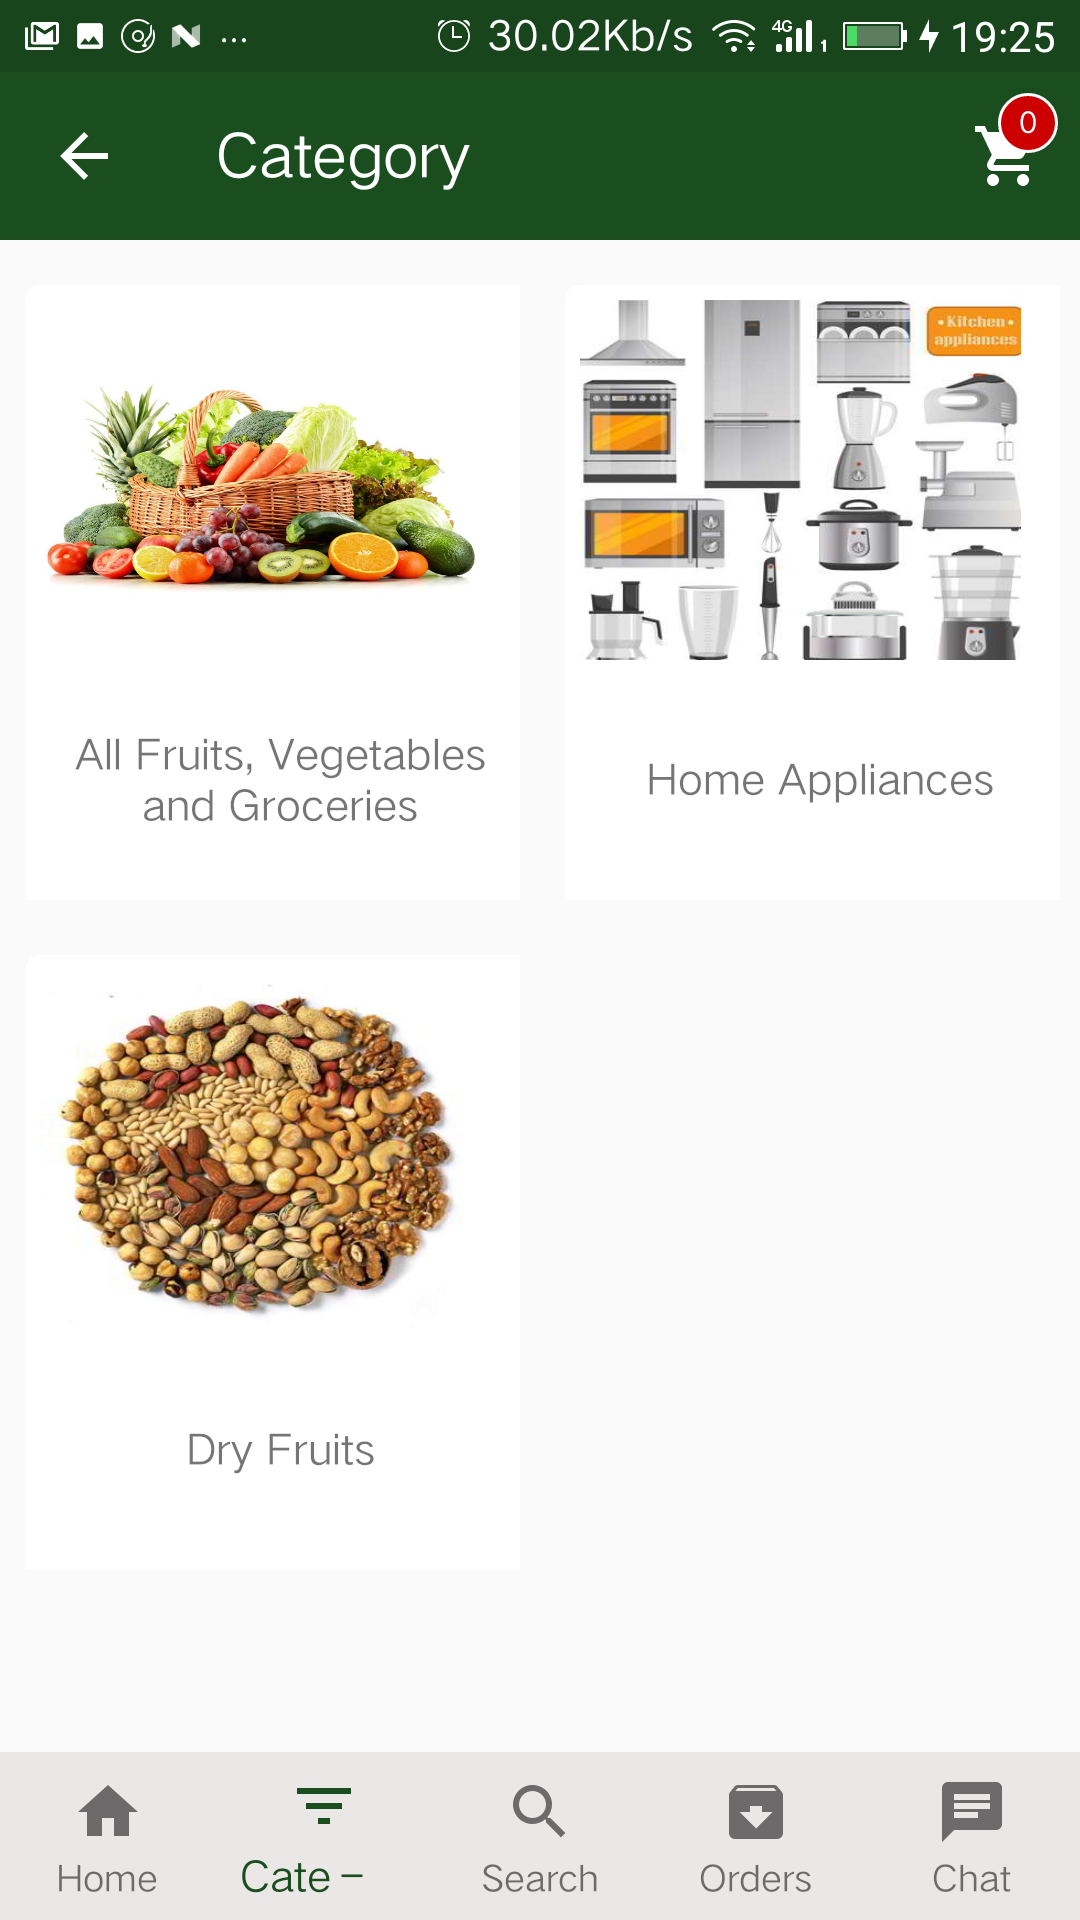 30.02Kb/s 4G 1 19:25
Category
0
• Kitchen •
appliances
All Fruits, Vegetables
and Groceries
Home Appliances
Dry Fruits
Home
Cate –
Search
Orders
Chat